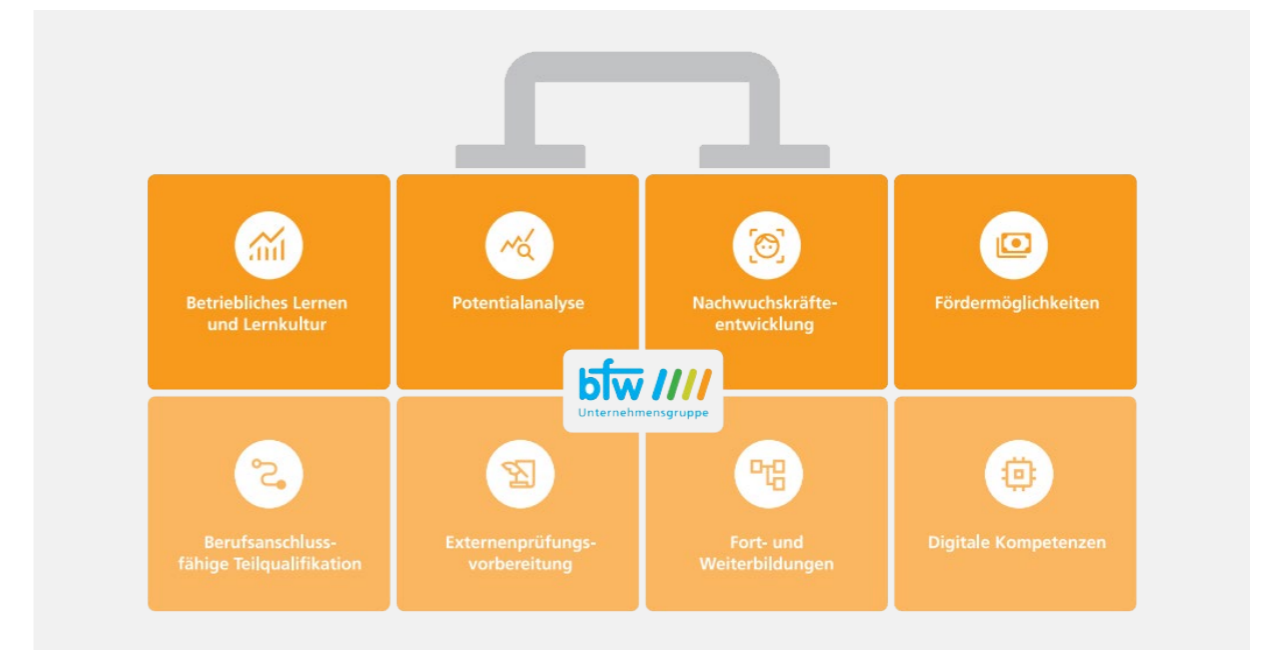 Betriebliches Lernen
und Lernkultur
Potentialanalyse
Nachwuchskräfte-
entwicklung
Fördermöglichkeiten
bfw
Unternehmensgruppe
Berufsanschluss-
fähige Teilqualifikation
Externenprüfungs-
vorbereitung
Fort- und
Weiterbildungen
Digitale Kompetenzen